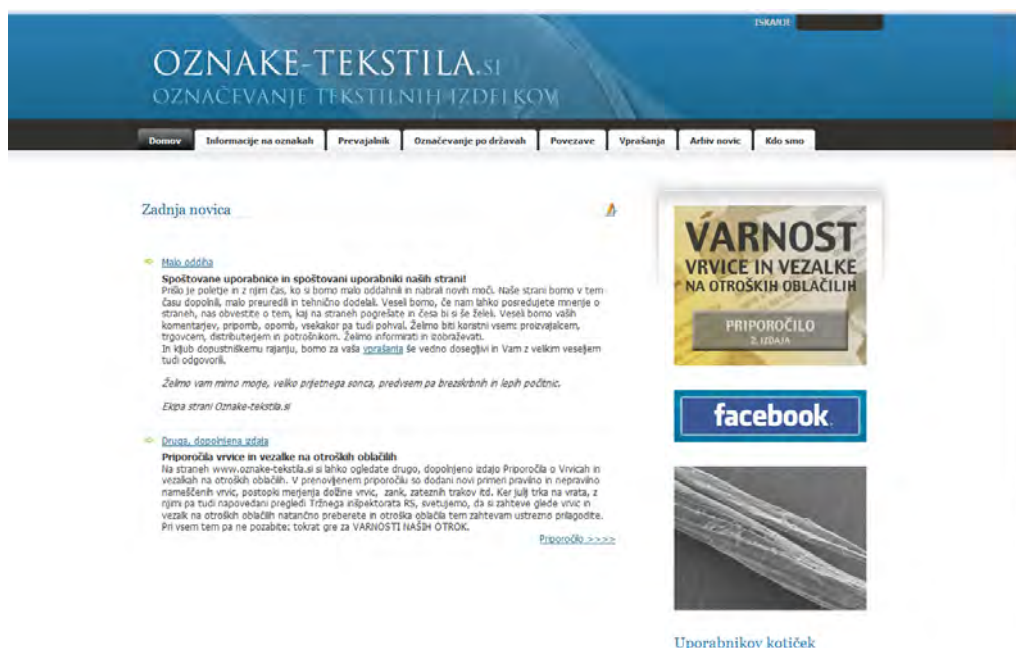 ISKANJE
OZNAKE-TEKSTILA.SI
OZNAČEVANJE TEKSTILNIH IZDELKOV
Domov
Informacije na oznakah
Prevajalnik
Označevanje po državah
Povezave
Vprašanja
Arhiv novic
Kdo smo
Zadnja novica
Malo oddiha
Spoštovane uporabnice in spoštovani uporabniki naših strani!
Prišlo je poletje in z njim čas, ko si bomo malo oddahnili in nabrali novih moči. Naše strani bomo v tem
času dopolnili, malo preuredili in tehnično dodelali. Veseli bomo, če nam lahko posredujete mnenje o
straneh, nas obvestite o tem, kaj na straneh pogrešate in česa bi si še želeli. Veseli bomo vaših
komentarjev, pripomb, opomb, vsekakor pa tudi pohval. Želimo biti koristni vsem: proizvajalcem,
trgovcem, distributerjem in potrošnikom. Želimo informirati in izobraževati.
In kljub dopustniškemu rajanju, bomo za vaša vprašanja še vedno dosegljivi in Vam z velikim veseljem
tudi odgovorili.
Želimo vam mirno morje, veliko prijetnega sonca, predvsem pa brezskrbnih in lepih počitnic.
Ekipa strani Oznake-tekstila.si
Druga, dopolnjena izdaja
Priporočila vrvice in vezalke na otroških oblačilih
Na straneh www.oznake-tekstila.si si lahko ogledate drugo, dopolnjeno izdajo Priporočila o Vrvicah in
vezalkah na otroških oblačilih. V prenovljenem priporočilu so dodani novi primeri pravilno in nepravilno
nameščenih vrvic, postopki merjenja dolžine vrvic, zank, zateznih trakov itd. Ker julij trka na vrata, z
njim pa tudi napovedani pregledi Tržnega inšpektorata RS, svetujemo, da si zahteve glede vrvic in
vezalk na otroških oblačilih natančno preberete in otroška oblačila tem zahtevam ustrezno prilagodite.
Pri vsem tem pa ne pozabite: tokrat gre za VARNOSTI NAŠIH OTROK.
Priporočilo >>>>
VARNOST
VRVICE IN VEZALKE
NA OTROŠKIH OBLAČILIH
PRIPOROČILO
2. IZDAJA
facebook
Uporabnikov kotiček